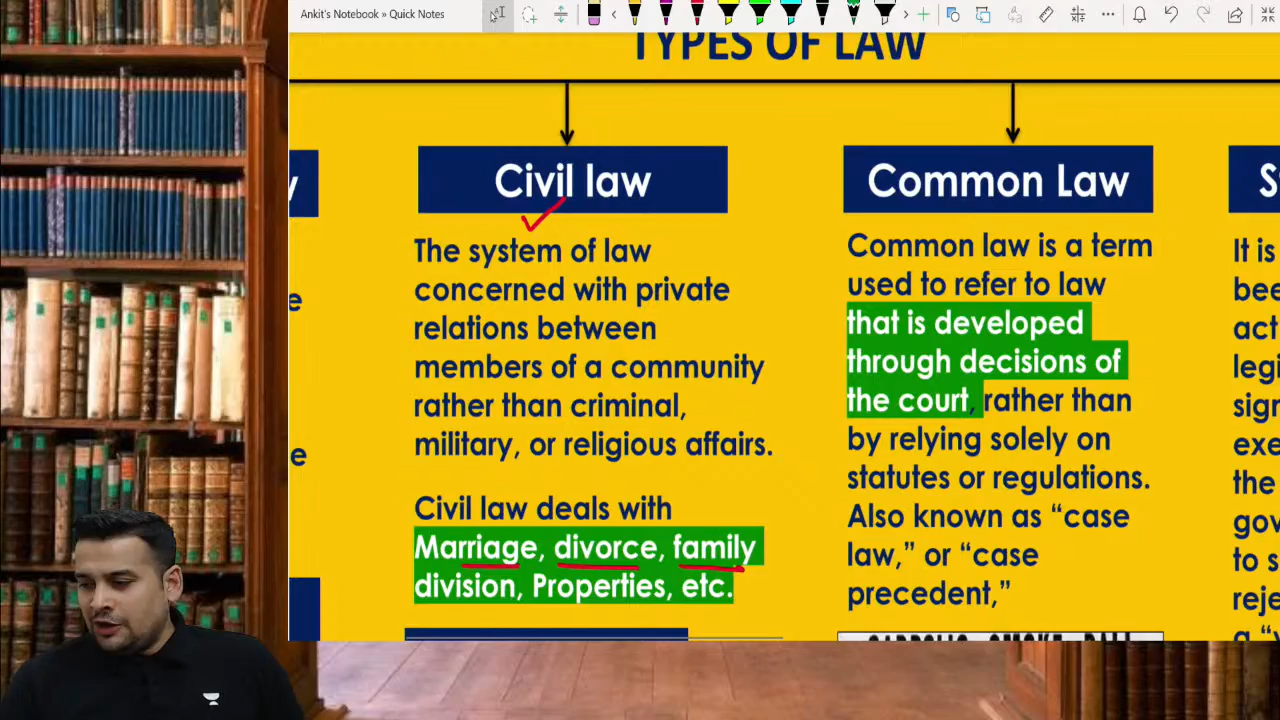 Ankit's Notebook » Quick Notes
TYPES OF LAW
y
Civil law
Common Law
S
The system of law
concerned with private
relations between
members of a community
rather than criminal,
military, or religious affairs.
Civil law deals with
Marriage, divorce, family
division, Properties, etc.
Common law is a term
used to refer to law
that is developed
through decisions of
the court, rather than
by relying solely on
statutes or regulations.
Also known as “case
law,” or “case
precedent,”
It is
bee
act
legi
sign
exe
the
gov
to s
reje
a
e
e